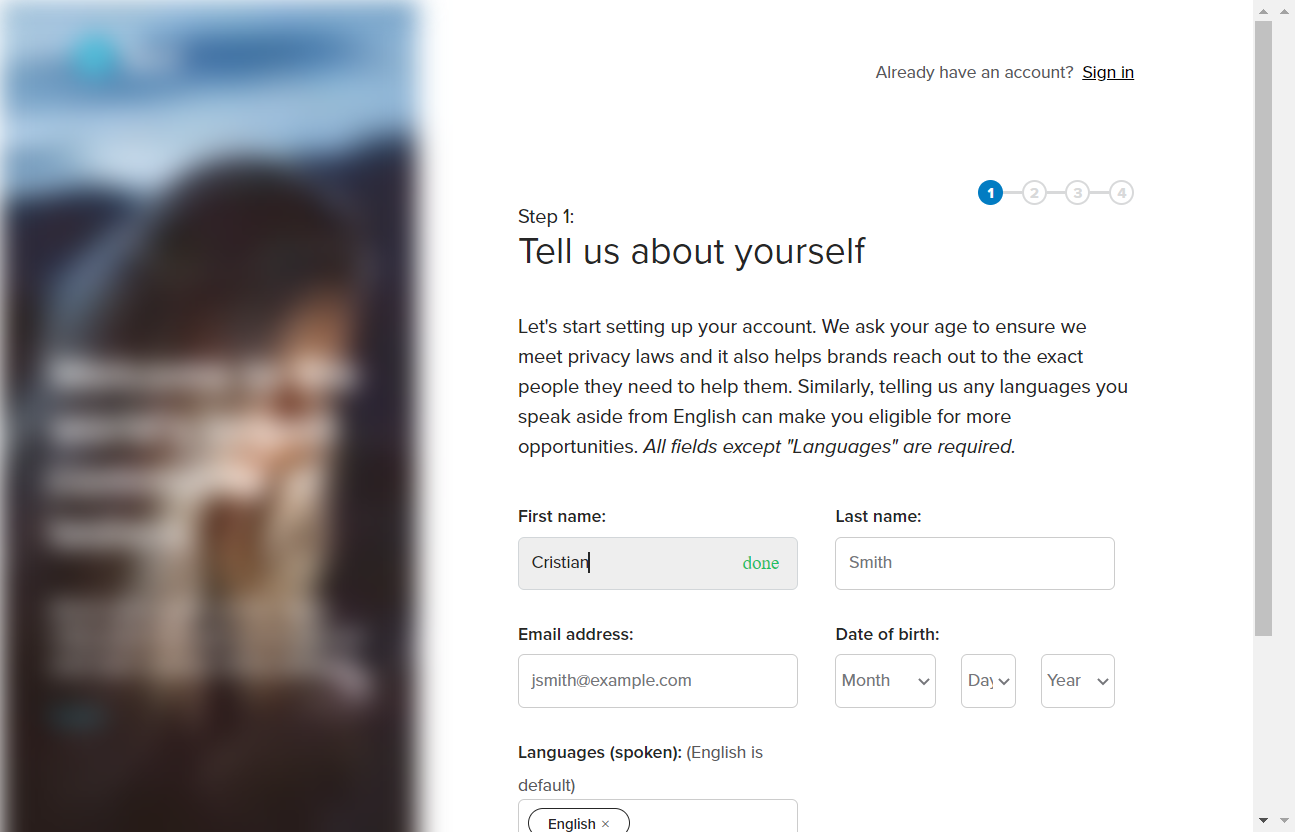 Already have an account? Sign in
1 2 3 4
Step 1:
Tell us about yourself
Let's start setting up your account. We ask your age to ensure we
meet privacy laws and it also helps brands reach out to the exact
people they need to help them. Similarly, telling us any languages you
speak aside from English can make you eligible for more
opportunities. All fields except "Languages" are required.
First name:
Last name:
Cristian done
Smith
Email address:
Date of birth:
jsmith@example.com
Month Day Year
Languages (spoken): (English is
default)
English ×